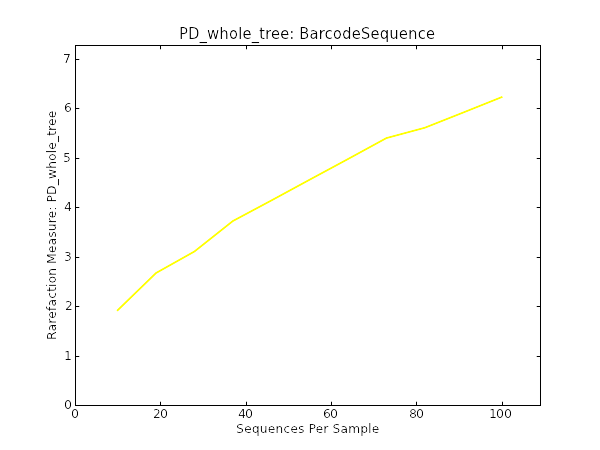 PD_whole_tree: BarcodeSequence
7
6
5
4
3
2
1
0
Rarefaction Measure: PD_whole_tree
0 20 40 60 80 100
Sequences Per Sample